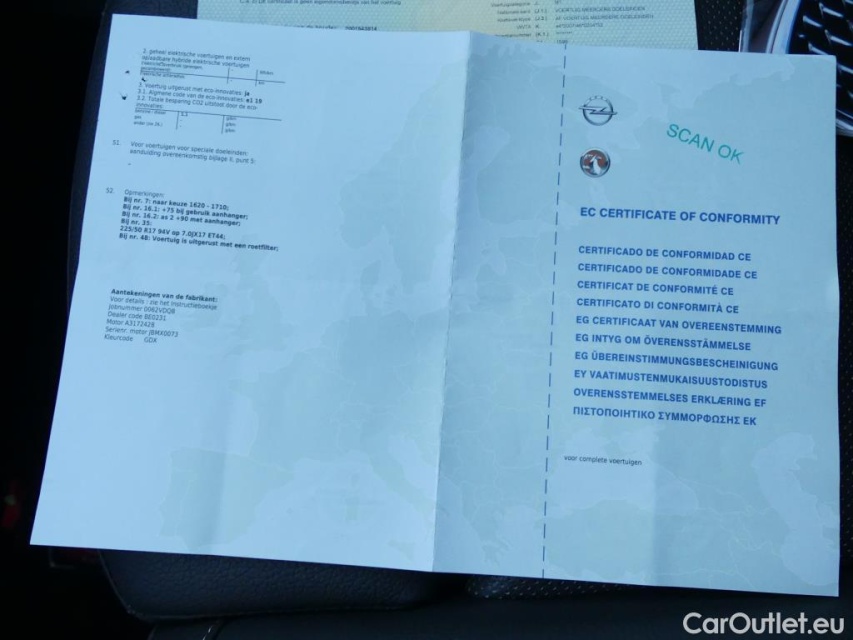 2. geheel elektrische voertuigen en extern
oplaadbare hybride elektrische voertuigen
3. Voertuig uitgerust met eco-innovaties: ja
3.1. Algmene code van de eco-innovaties: e1 19
3.2. Totale besparing CO2 uitstoot door de eco
innovaties:
51. Voor voertuigen voor speciale doeleinden:
aanduiding overeenkomstig bijlage II, punt 5:
52. Opmerkingen:
Bij nr. 7: naar keuze 1620 - 1710;
Bij nr. 16.1: +75 bij gebruik aanhanger;
Bij nr. 16.2: as 2 +90 met aanhanger;
Bij nr. 35:
225/50 R17 94V op 7.0JX17 ET44;
Bij nr. 48: Voertuig is uitgerust met een roetfilter;
Aantekeningen van de fabrikant:
Voor details : zie het instructieboekje
Jobnummer 0062VDQB
Dealer code BE0231
Motor A3172428
Serienr. motor JBMX0073
Kleurcode GDX
SCAN OK
EC CERTIFICATE OF CONFORMITY
CERTIFICADO DE CONFORMIDAD CE
CERTIFICADO DE CONFORMIDADE CE
CERTIFICAT DE CONFORMITÉ CE
CERTIFICATO DI CONFORMITÀ CE
EG CERTIFICAAT VAN OVEREENSTEMMING
EG INTYG OM ÖVERENSSTÄMMELSE
EG ÜBEREINSTIMMUNGSBESCHEINIGUNG
EY VAATIMUSTENMUKAISUUSTODISTUS
OVERENSSTEMMELSES ERKLÆRING EF
ΠΙΣΤΟΠΟΙΗΤΙΚΟ ΣΥΜΜΟΡΦΩΣΗΣ ΕΚ
voor complete voertuigen
CarOutlet.eu